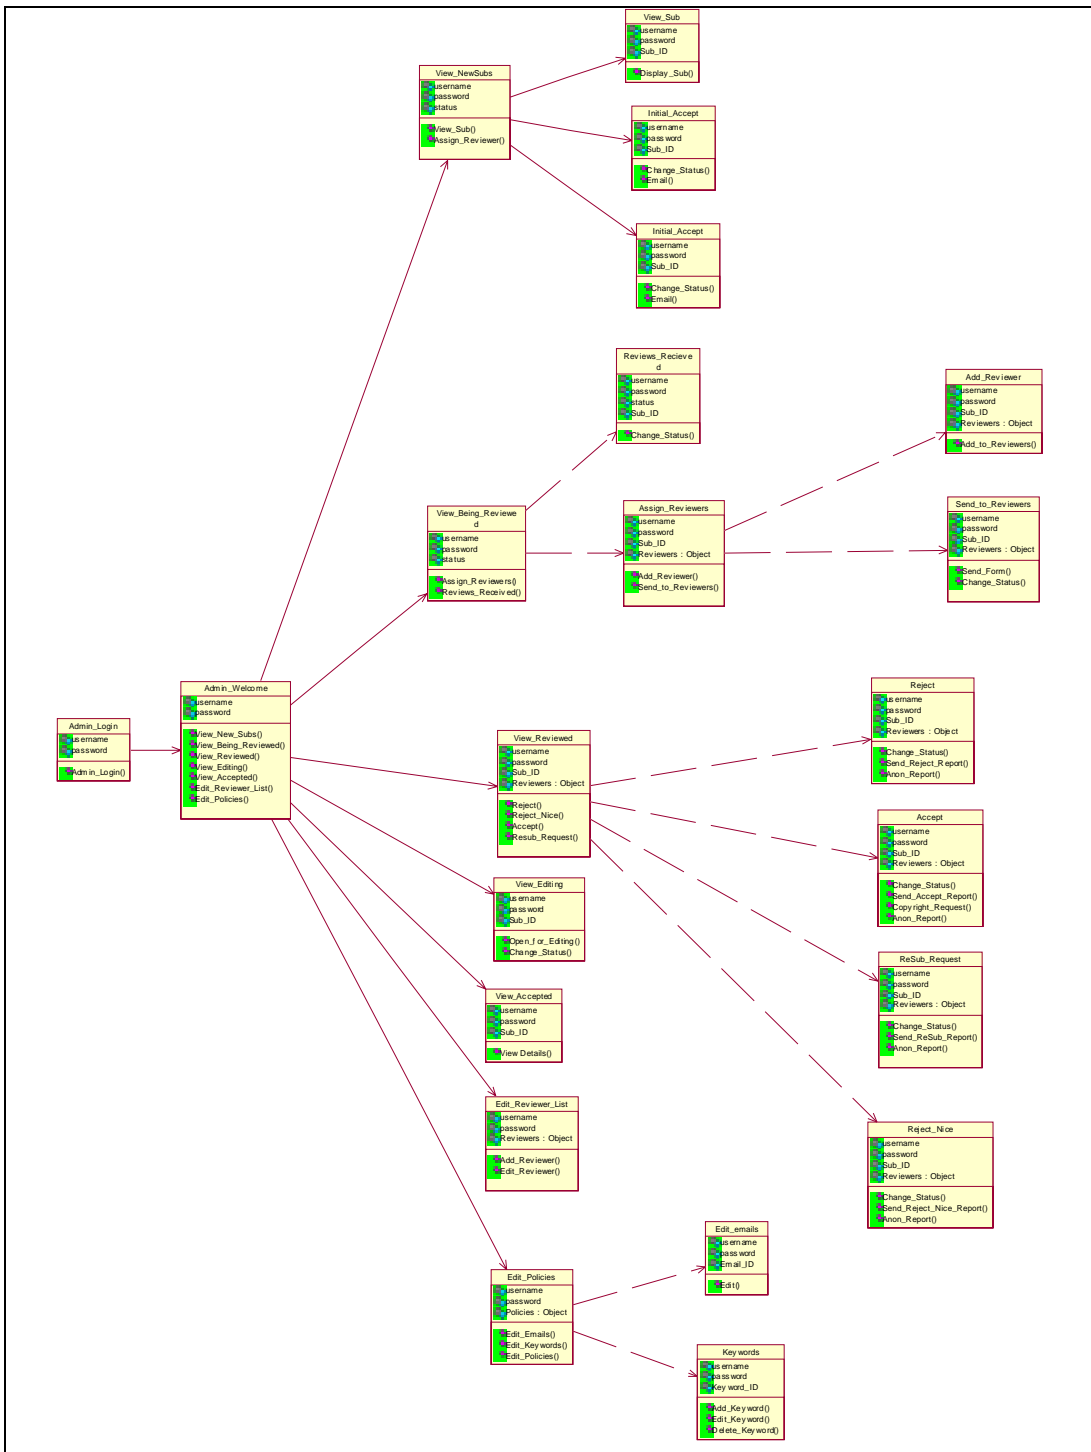 View_Sub
username
password
Sub_ID
Display_Sub()
View_NewSubs
username
password
status
View_Sub()
Assign_Reviewer()
Initial_Accept
username
password
Sub_ID
Change_Status()
Email()
Initial_Accept
username
password
Sub_ID
Change_Status()
Email()
Reviews_Recieve
d
username
password
status
Sub_ID
Change_Status()
Add_Reviewer
username
password
Sub_ID
Reviewers : Object
Add_to_Reviewers()
View_Being_Reviewe
d
username
password
status
Assign_Reviewers()
Reviews_Received()
Assign_Reviewers
username
password
Sub_ID
Reviewers : Object
Add_Reviewer()
Send_to_Reviewers()
Send_to_Reviewers
username
password
Sub_ID
Reviewers : Object
Send_Form()
Change_Status()
Admin_Login
username
password
Admin_Login()
Admin_Welcome
username
password
View_New_Subs()
View_Being_Reviewed()
View_Reviewed()
View_Editing()
View_Accepted()
Edit_Reviewer_List()
Edit_Policies()
View_Reviewed
username
password
Sub_ID
Reviewers : Object
Reject()
Reject_Nice()
Accept()
Resub_Request()
Reject
username
password
Sub_ID
Reviewers : Object
Change_Status()
Send_Reject_Report()
Anon_Report()
Accept
username
password
Sub_ID
Reviewers : Object
Change_Status()
Send_Accept_Report()
Copyright_Request()
Anon_Report()
View_Editing
username
password
Sub_ID
Open_for_Editing()
Change_Status()
ReSub_Request
username
password
Sub_ID
Reviewers : Object
Change_Status()
Send_ReSub_Report()
Anon_Report()
View_Accepted
username
password
Sub_ID
View Details()
Edit_Reviewer_List
username
password
Reviewers : Object
Add_Reviewer()
Edit_Reviewer()
Reject_Nice
username
password
Sub_ID
Reviewers : Object
Change_Status()
Send_Reject_Nice_Report()
Anon_Report()
Edit_emails
username
password
Email_ID
Edit()
Edit_Policies
username
password
Policies : Object
Edit_Emails()
Edit_Keywords()
Edit_Policies()
Keywords
username
password
Keyword_ID
Add_Keyword()
Edit_Keyword()
Delete_Keyword()